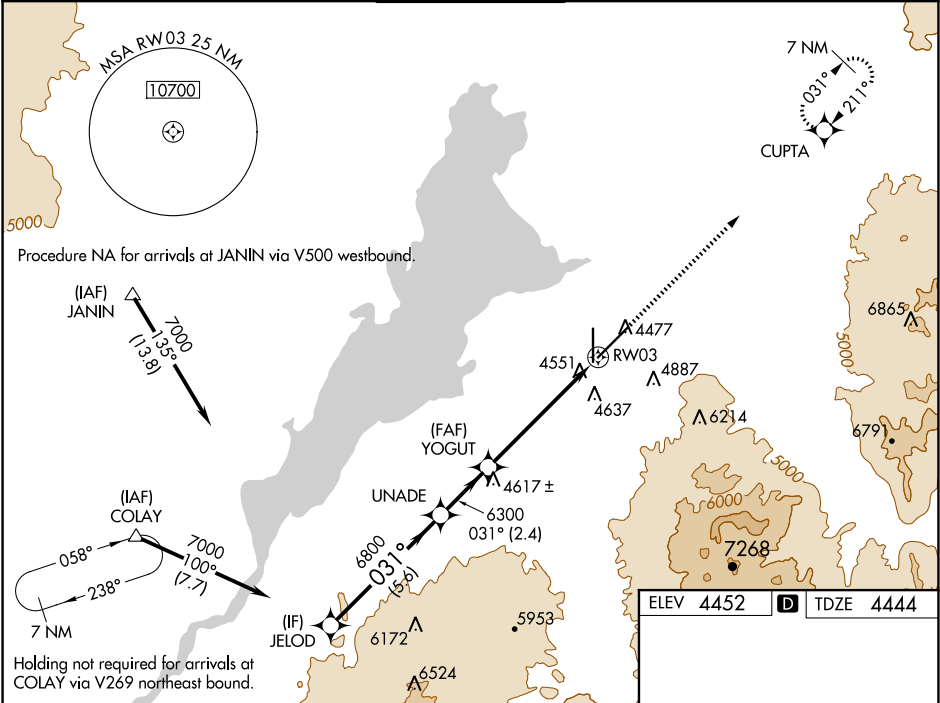 MSA RW03 25 NM
10700
7 NM
031°
211°
CUPTA
5000
Procedure NA for arrivals at JANIN via V500 westbound.
(IAF)
JANIN
7000
135°
(13.8)
6865
5000
4477
RW03
4551
4887
4637
6214
6791
(FAF)
YOGUT
4617 ±
UNADE
6300
031° (2.4)
5000
6000
7268
(IAF)
COLAY
058°
238°
7 NM
7000
100°
(7.7)
6800
031°
(5.6)
(IF)
JELOD
6172
5953
6524
Holding not required for arrivals at
COLAY via V269 northeast bound.
ELEV 4452 D TDZE 4444